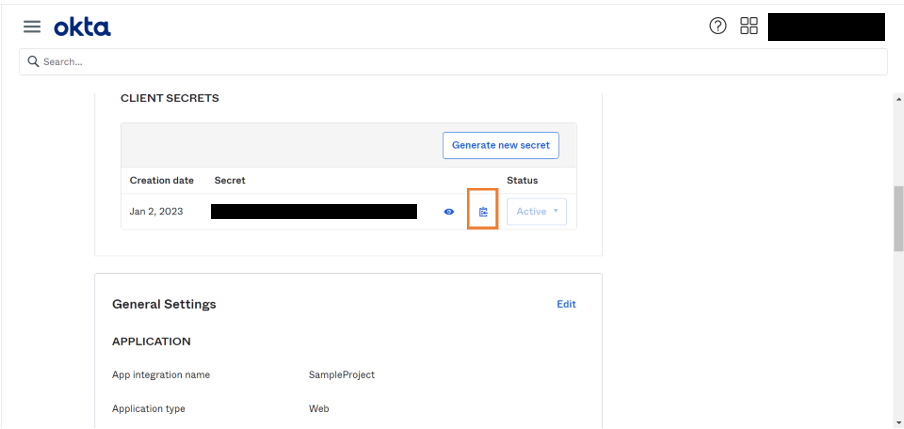 okta
Search...
CLIENT SECRETS
Generate new secret
Creation date Secret Status
Jan 2, 2023 Active
General Settings Edit
APPLICATION
App integration name SampleProject
Application type Web